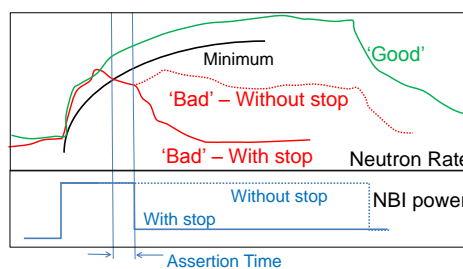 'Good'
Minimum
'Bad' – Without stop
'Bad' – With stop
Neutron Rate
Without stop
NBI power
With stop
Assertion Time